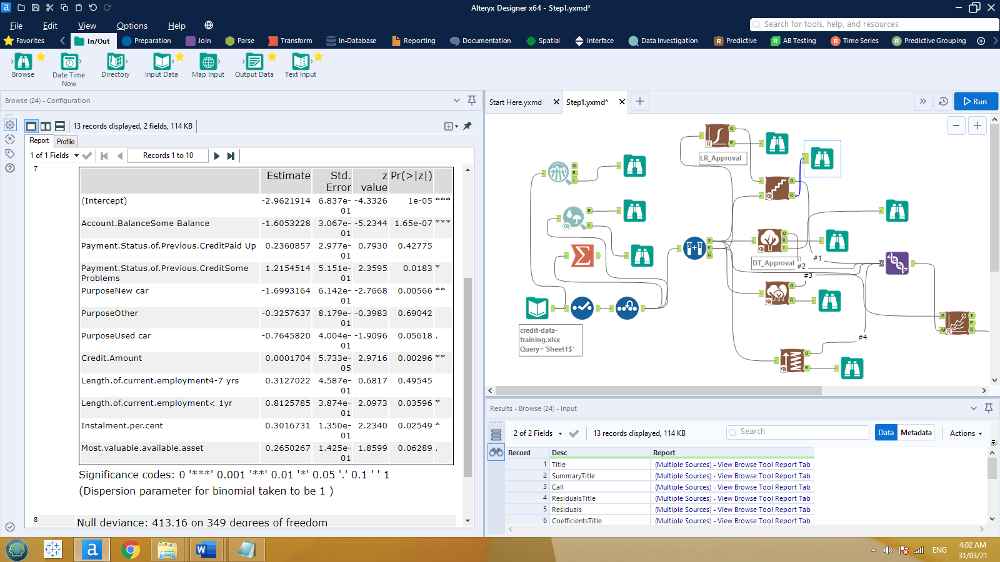 Alteryx Designer x64 - Step1.yxmd*
File Edit View Options Help
Search for tools, help, and resources
Favorites In/Out Preparation Join Parse Transform In-Database Reporting Documentation Spatial Interface Data Investigation Predictive AB Testing Time Series Predictive Grouping
Browse Date Time Now Directory Input Data Map Input Output Data Text Input
Browse (24) - Configuration
13 records displayed, 2 fields, 114 KB
Report Profile
1 of 1 Fields Records 1 to 10
7
Estimate Std. Error z value Pr(>|z|)
(Intercept) -2.9621914 6.837e-01 -4.3326 1e-05 ***
Account.BalanceSome Balance -1.6053228 3.067e-01 -5.2344 1.65e-07 ***
Payment.Status.of.Previous.CreditPaid Up 0.2360857 2.977e-01 0.7930 0.42775
Payment.Status.of.Previous.CreditSome Problems 1.2154514 5.151e-01 2.3595 0.0183 *
PurposeNew car -1.6993164 6.142e-01 -2.7668 0.00566 **
PurposeOther -0.3257637 8.179e-01 -0.3983 0.69042
PurposeUsed car -0.7645820 4.004e-01 -1.9096 0.05618 .
Credit.Amount 0.0001704 5.733e-05 2.9716 0.00296 **
Length.of.current.employment4-7 yrs 0.3127022 4.587e-01 0.6817 0.49545
Length.of.current.employment< 1yr 0.8125785 3.874e-01 2.0973 0.03596 *
Instalment.per.cent 0.3016731 1.350e-01 2.2340 0.02549 *
Most.valuable.available.asset 0.2650267 1.425e-01 1.8599 0.06289 .
Significance codes: 0 '***' 0.001 '**' 0.01 '*' 0.05 '.' 0.1 ' ' 1
(Dispersion parameter for binomial taken to be 1 )
8
Null deviance: 413.16 on 349 degrees of freedom
Start Here.yxmd Step1.yxmd*
Run
LR_Approval
DT_Approval
#1
#2
#3
#4
credit-data-
training.xlsx
Query=`Sheet1$`
Results - Browse (24) - Input
2 of 2 Fields 13 records displayed, 114 KB Search Data Metadata Actions
Record Desc Report
1 Title (Multiple Sources) - View Browse Tool Report Tab
2 SummaryTitle (Multiple Sources) - View Browse Tool Report Tab
3 Call (Multiple Sources) - View Browse Tool Report Tab
4 ResidualsTitle (Multiple Sources) - View Browse Tool Report Tab
5 Residuals (Multiple Sources) - View Browse Tool Report Tab
6 CoefficientsTitle (Multiple Sources) - View Browse Tool Report Tab
ENG
4:02 AM
31/03/21